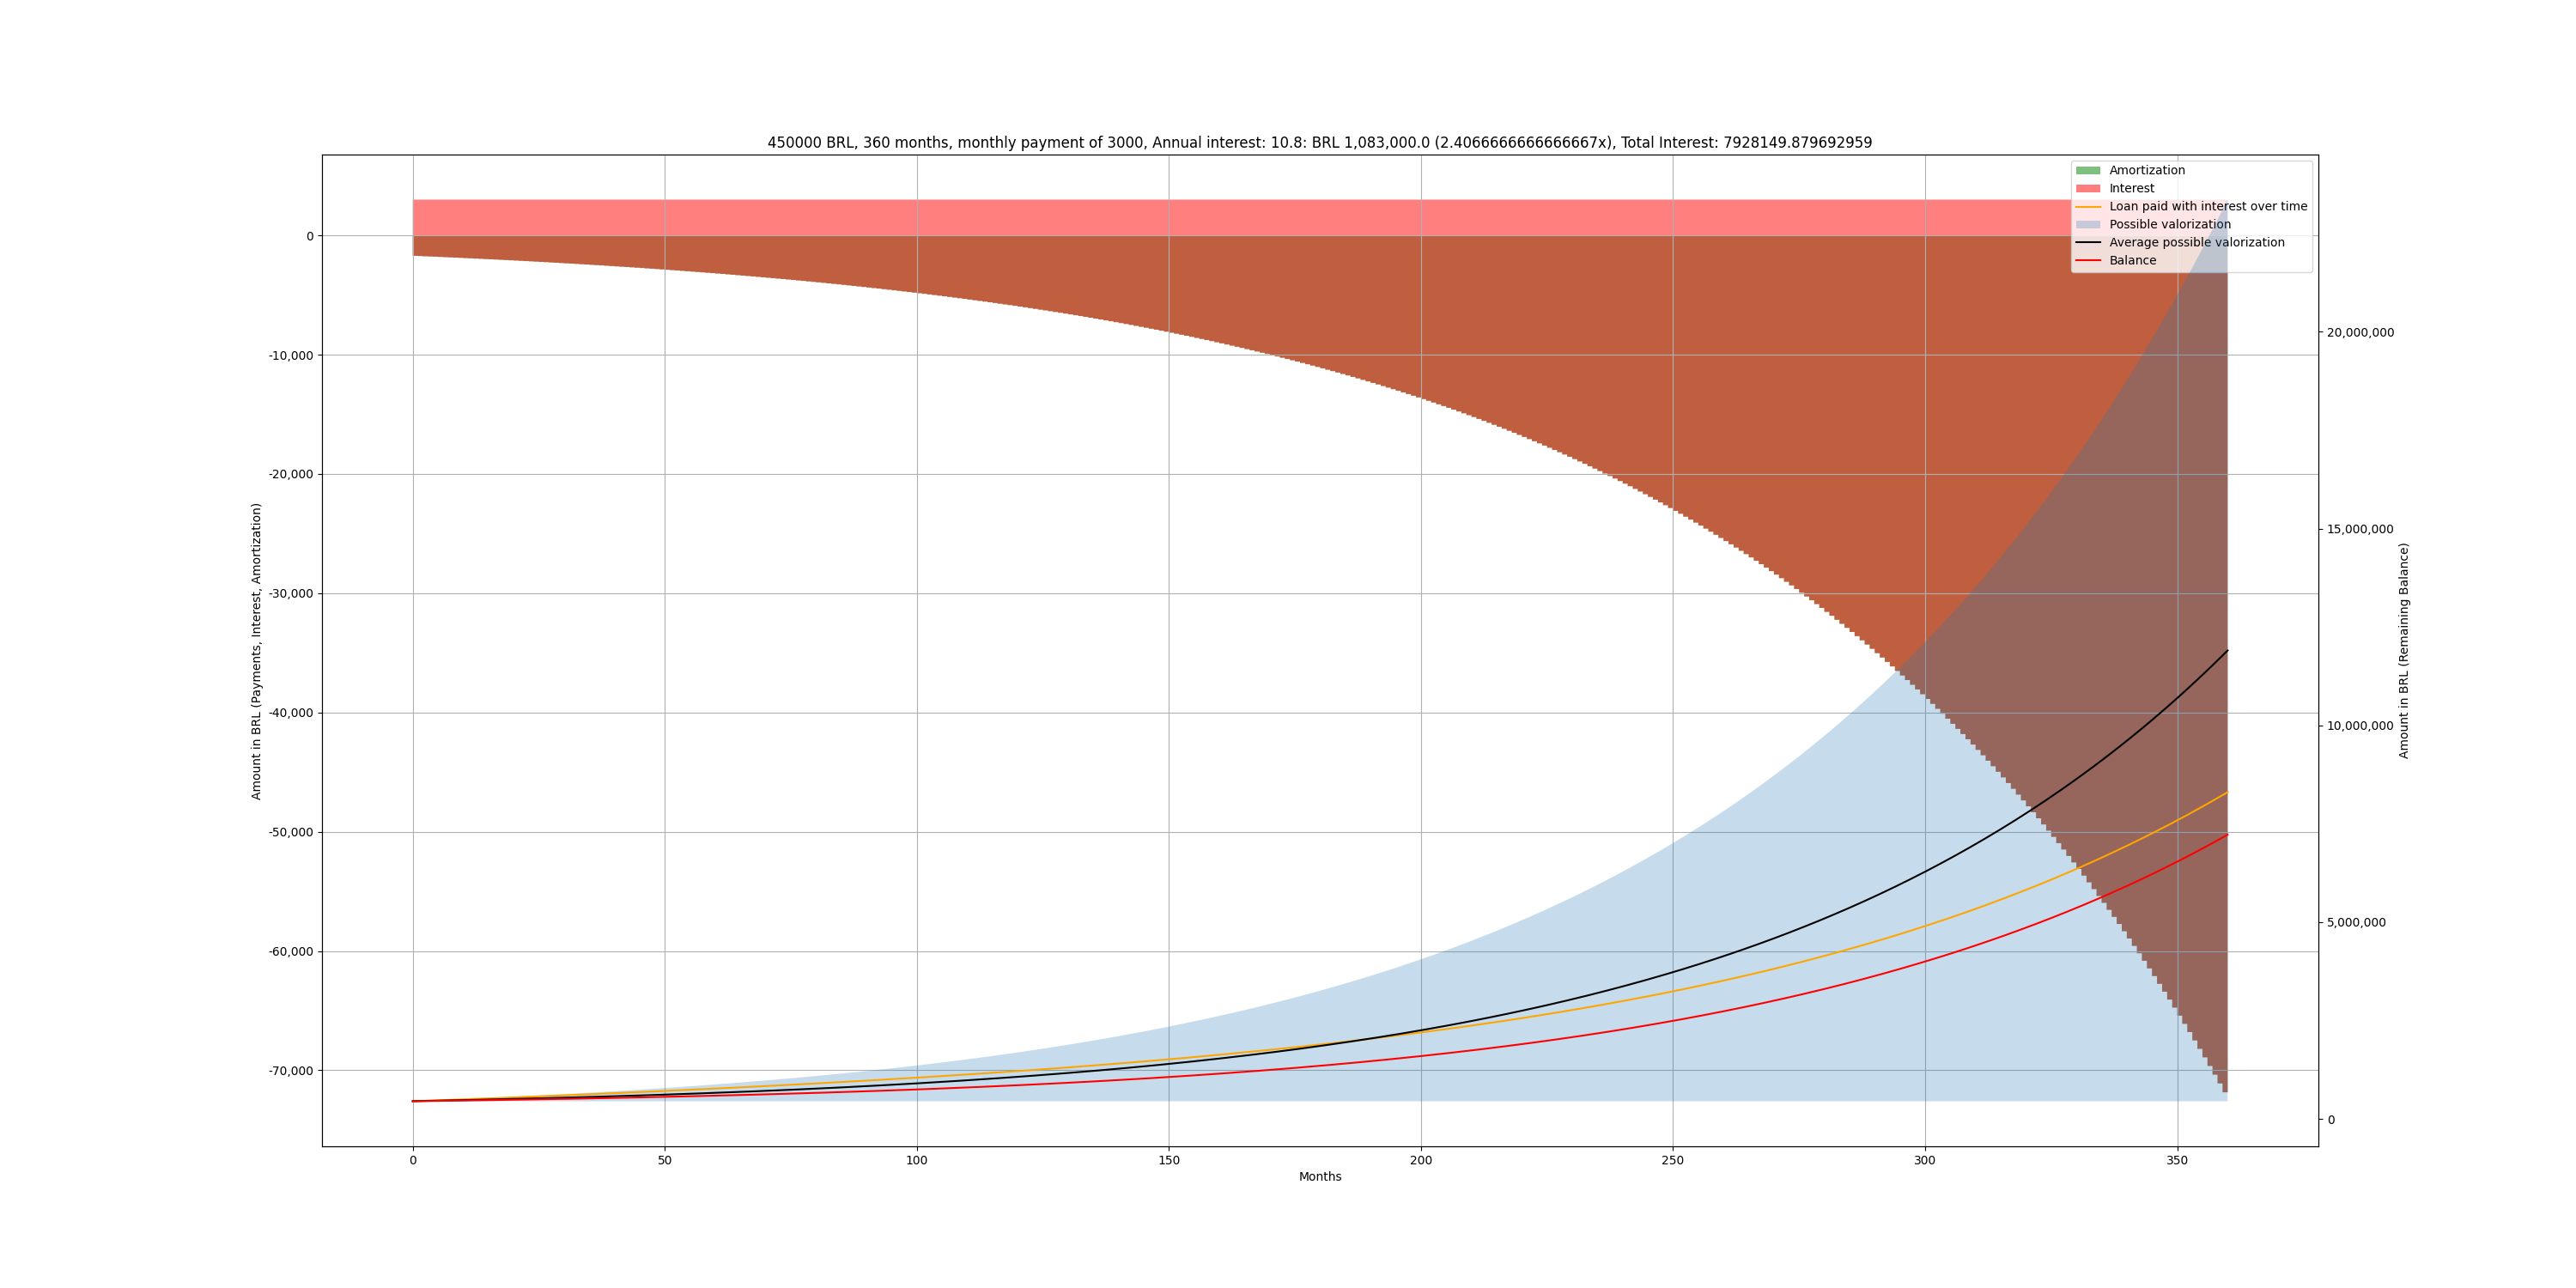 450000 BRL, 360 months, monthly payment of 3000, Annual interest: 10.8: BRL 1,083,000.0 (2.4066666666666667x), Total Interest: 7928149.879692959
Amortization
Interest
Loan paid with interest over time
Possible valorization
Average possible valorization
Balance
0
-10,000
-20,000
-30,000
-40,000
-50,000
-60,000
-70,000
Amount in BRL (Payments, Interest, Amortization)
20,000,000
15,000,000
10,000,000
5,000,000
0
Amount in BRL (Remaining Balance)
0 50 100 150 200 250 300 350
Months